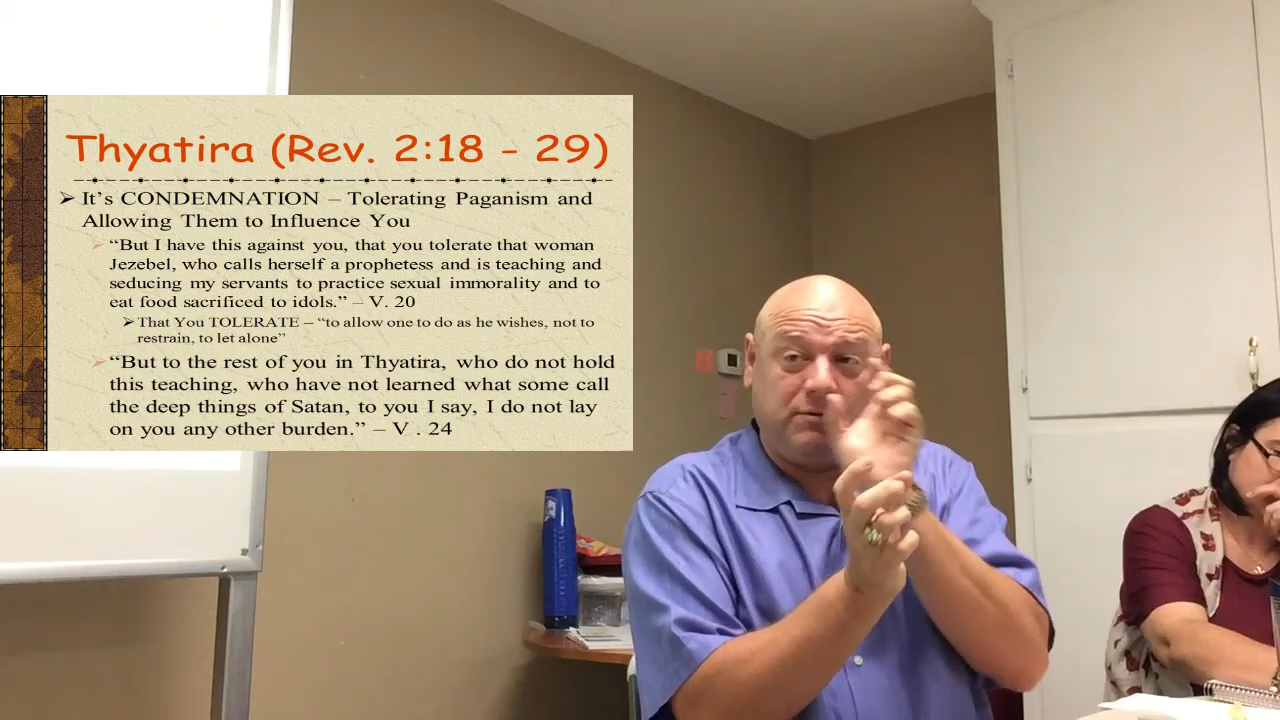 Thyatira (Rev. 2:18 - 29)
It's CONDEMNATION – Tolerating Paganism and
Allowing Them to Influence You
"But I have this against you, that you tolerate that woman
Jezebel, who calls herself a prophetess and is teaching and
seducing my servants to practice sexual immorality and to
eat food sacrificed to idols." – V. 20
That You TOLERATE – "to allow one to do as he wishes, not to
restrain, to let alone"
"But to the rest of you in Thyatira, who do not hold
this teaching, who have not learned what some call
the deep things of Satan, to you I say, I do not lay
on you any other burden." – V . 24